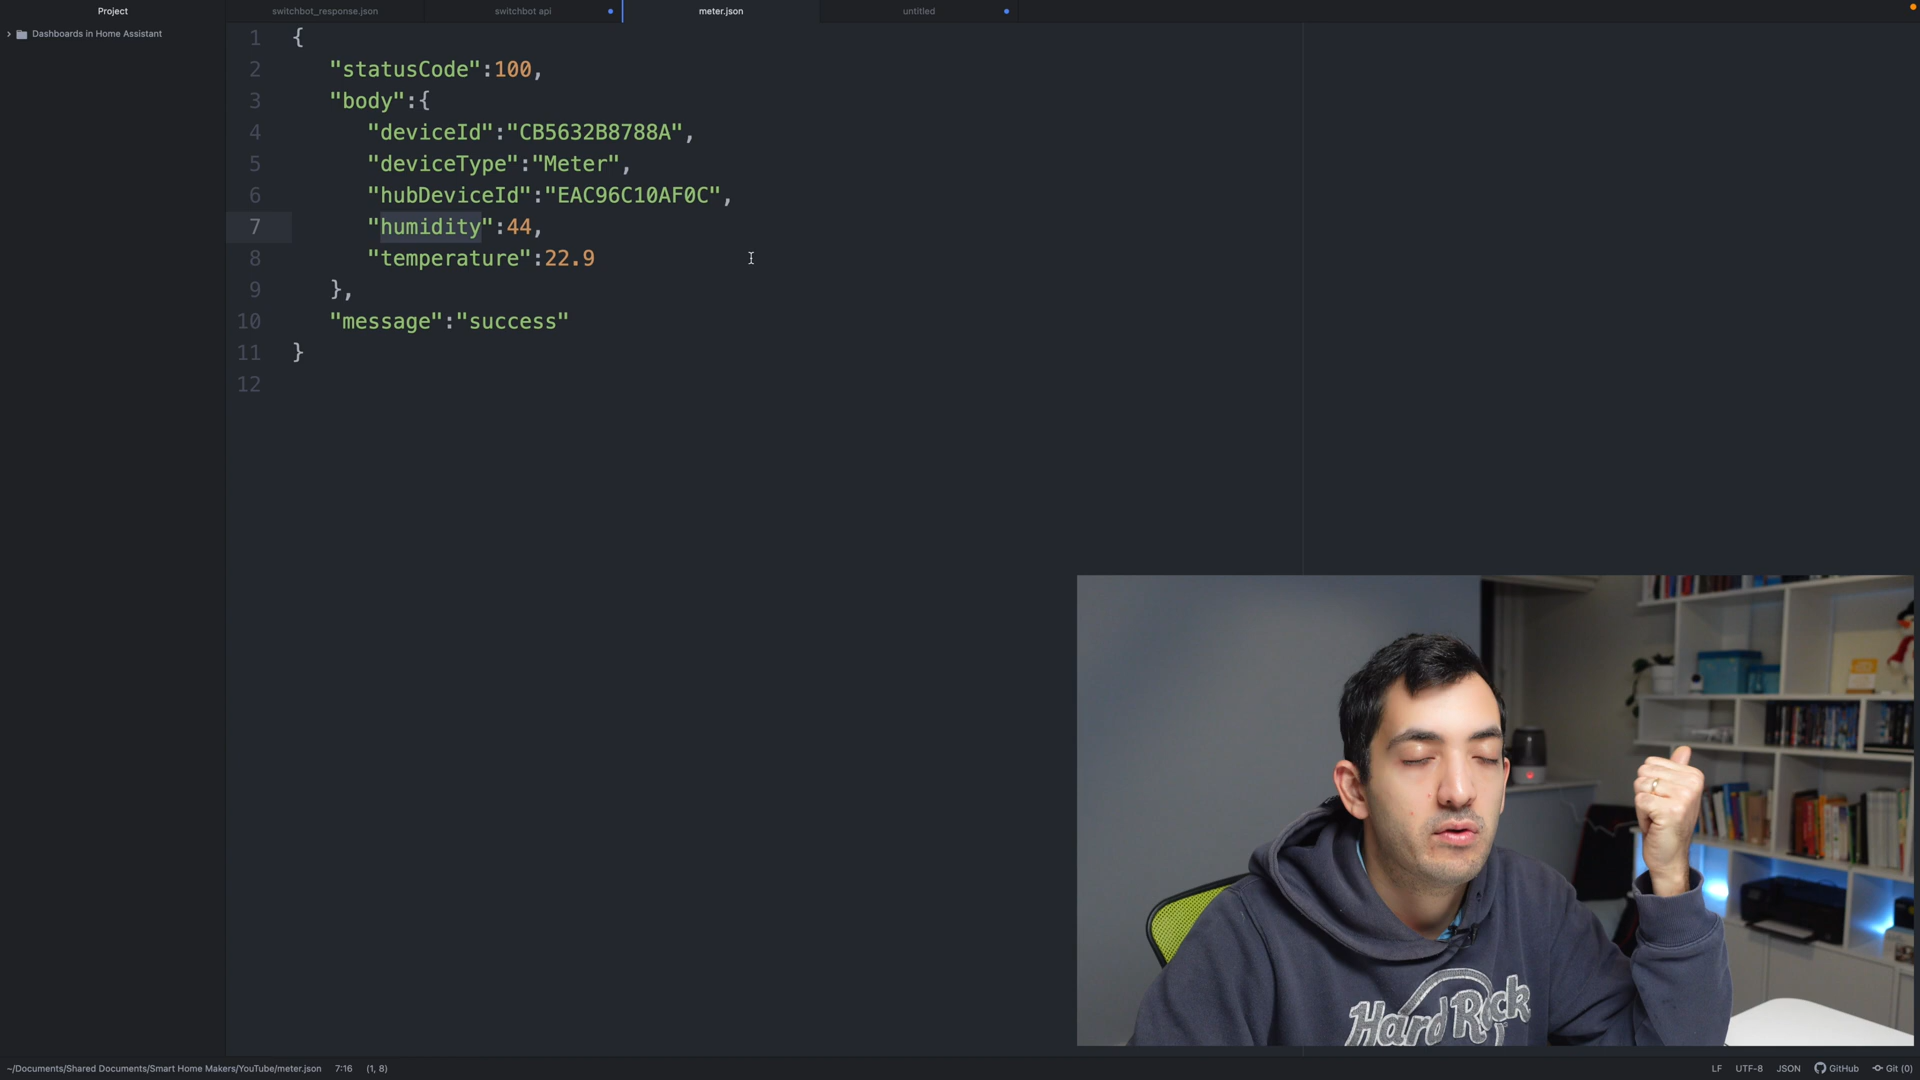 Project
switchbot_response.json
switchbot api
meter.json
untitled
Dashboards in Home Assistant
1 {
2 "statusCode":100,
3 "body":{
4 "deviceId":"CB5632B8788A",
5 "deviceType":"Meter",
6 "hubDeviceId":"EAC96C10AF0C",
7 "humidity":44,
8 "temperature":22.9
9 },
10 "message":"success"
11 }
12
Hard Rock
~/Documents/Shared Documents/Smart Home Makers/YouTube/meter.json 7:16 (1, 8)
LF UTF-8 JSON GitHub Git (0)